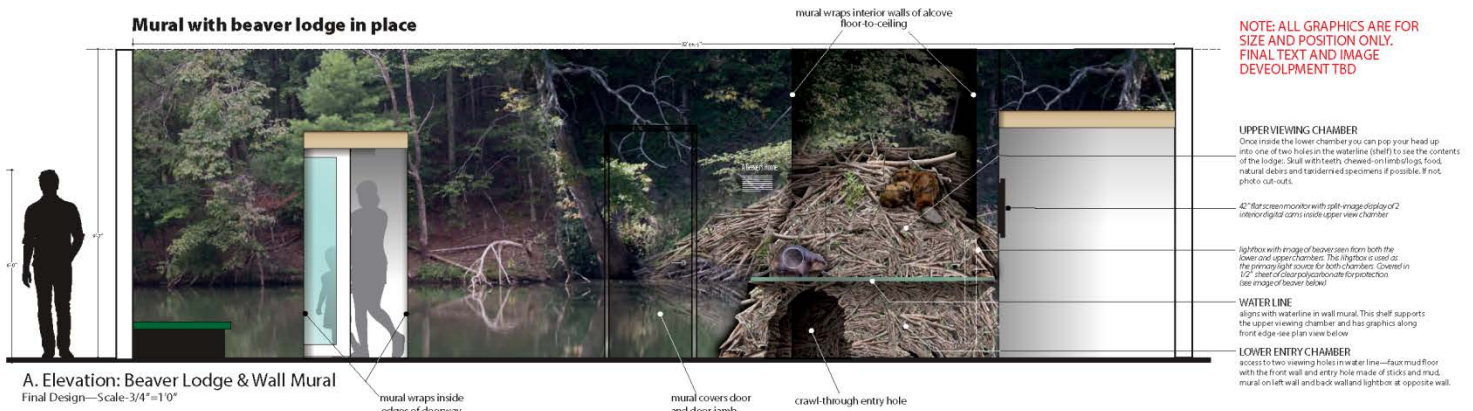 Mural with beaver lodge in place
mural wraps interior walls of alcove
floor-to-ceiling
NOTE: ALL GRAPHICS ARE FOR
SIZE AND POSITION ONLY.
FINAL TEXT AND IMAGE
DEVEOLPMENT TBD
UPPER VIEWING CHAMBER
Once inside the lower chamber you can pop your head up
into one of two holes in the waterline (shelf) to see the contents
of the lodge:. Skull with teeth, chewed-on limbs/logs, food,
natural debirs and taxidernied specimens if possible. If not,
photo cut-outs.
42" flat screen monitor with split-image display of 2
interior digital cams inside upper view chamber
lightbox with image of beaver seen from both the
lower and upper chambers. This lihgtbox is used as
the primary light source for both chambers. Covered in
1/2" sheet of clear polycarbonate for protection.
(see image of beaver below)
WATER LINE
aligns with waterline in wall mural. This shelf supports
the upper viewing chamber and has graphics along
front edge-see plan view below
LOWER ENTRY CHAMBER
access to two viewing holes in water line—faux mud floor
with the front wall and entry hole made of sticks and mud,
mural on left wall and back waland lightbox at opposite wall.
A. Elevation: Beaver Lodge & Wall Mural
Final Design—Scale-3/4"=1'0"
mural wraps inside
edges of doorway
mural covers door
and door jamb
crawl-through entry hole